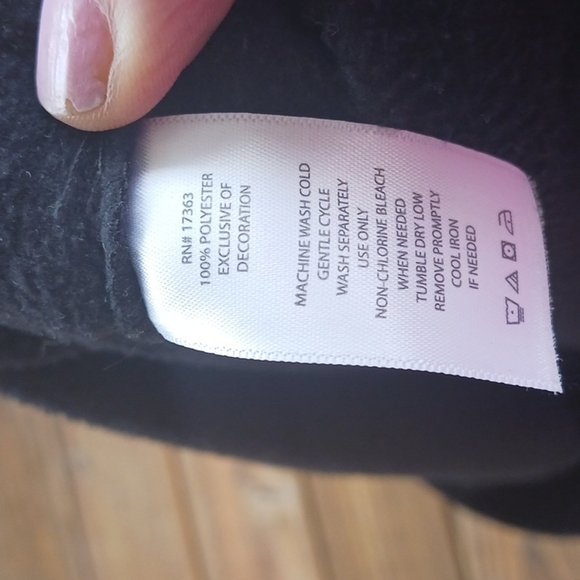 RN# 17363
100% POLYESTER
EXCLUSIVE OF
DECORATION
MACHINE WASH COLD
GENTLE CYCLE
WASH SEPARATELY
USE ONLY
NON-CHLORINE BLEACH
WHEN NEEDED
TUMBLE DRY LOW
REMOVE PROMPTLY
COOL IRON
IF NEEDED